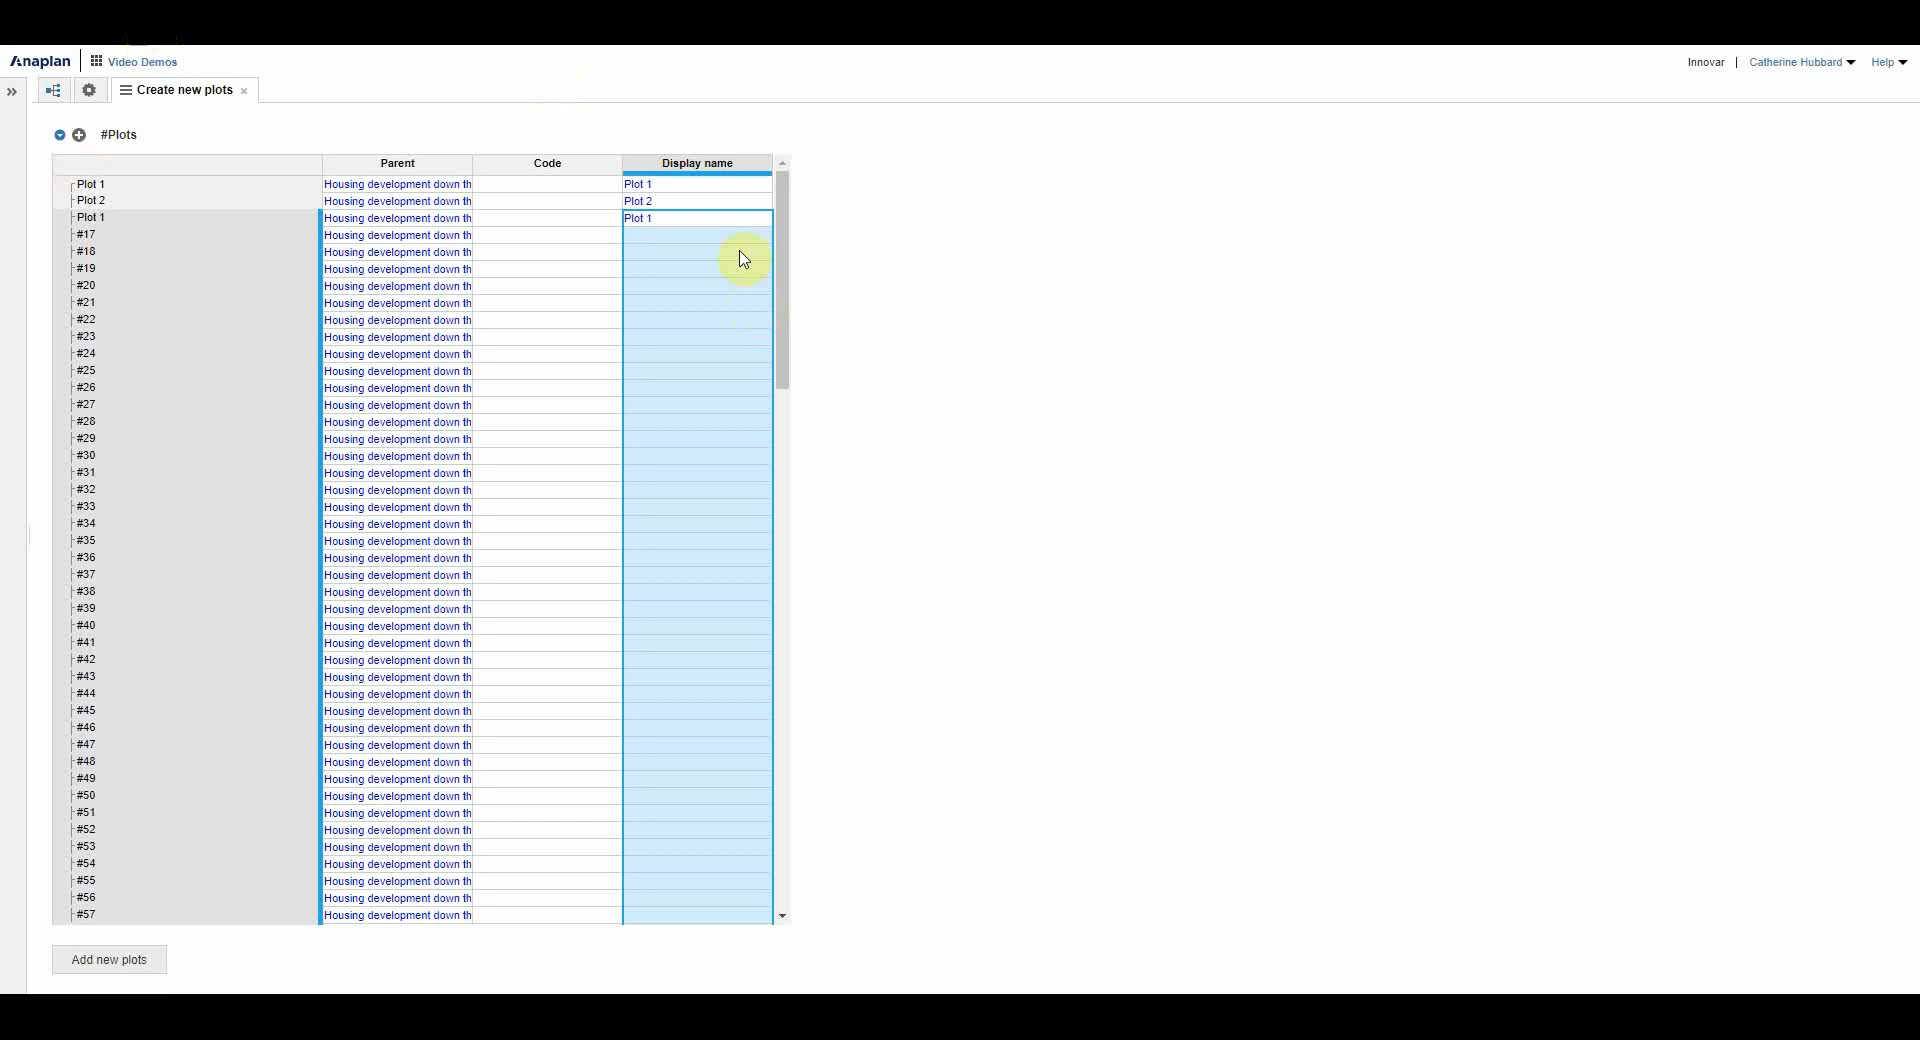 Anaplan Video Demos Innovar Catherine Hubbard Help
Create new plots
#Plots
Parent Code Display name
Plot 1 Housing development down th Plot 1
Plot 2 Housing development down th Plot 2
Plot 1 Housing development down th Plot 1
#17 Housing development down th
#18 Housing development down th
#19 Housing development down th
#20 Housing development down th
#21 Housing development down th
#22 Housing development down th
#23 Housing development down th
#24 Housing development down th
#25 Housing development down th
#26 Housing development down th
#27 Housing development down th
#28 Housing development down th
#29 Housing development down th
#30 Housing development down th
#31 Housing development down th
#32 Housing development down th
#33 Housing development down th
#34 Housing development down th
#35 Housing development down th
#36 Housing development down th
#37 Housing development down th
#38 Housing development down th
#39 Housing development down th
#40 Housing development down th
#41 Housing development down th
#42 Housing development down th
#43 Housing development down th
#44 Housing development down th
#45 Housing development down th
#46 Housing development down th
#47 Housing development down th
#48 Housing development down th
#49 Housing development down th
#50 Housing development down th
#51 Housing development down th
#52 Housing development down th
#53 Housing development down th
#54 Housing development down th
#55 Housing development down th
#56 Housing development down th
#57 Housing development down th
Add new plots